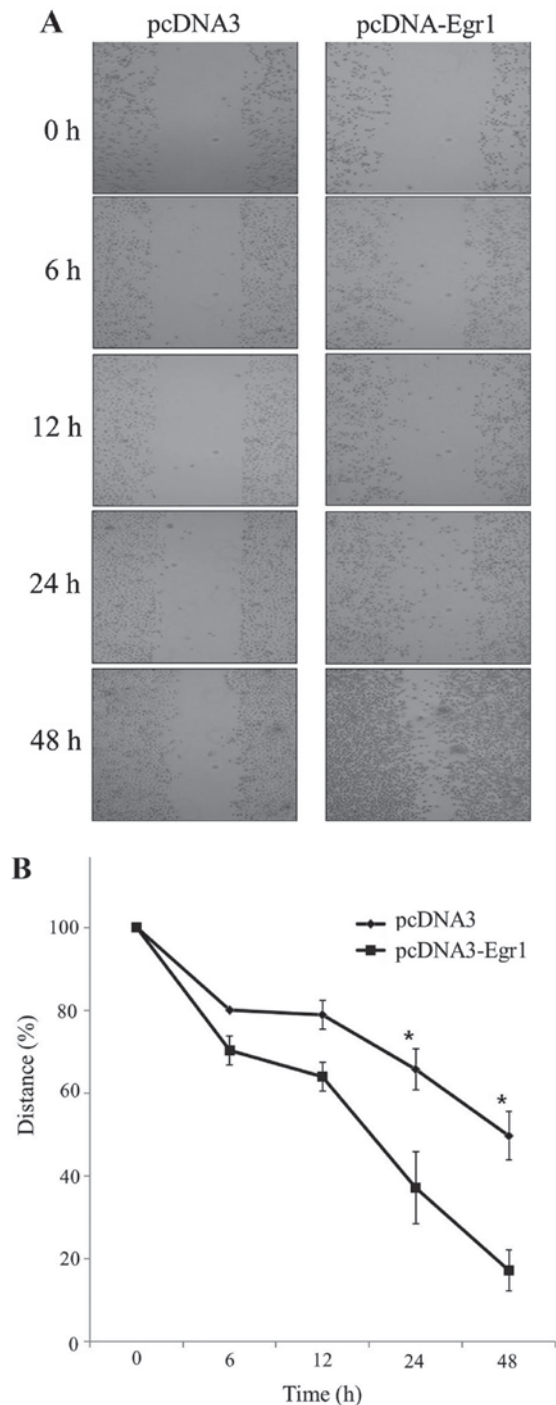 A
pcDNA3
pcDNA-Egr1
0 h
6 h
12 h
24 h
48 h
B
100
80
60
40
20
0
Distance (%)
pcDNA3
pcDNA3-Egr1
*
*
0
6
12
24
48
Time (h)